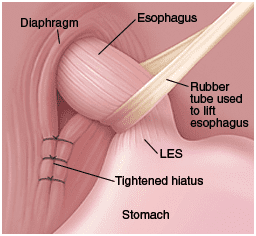 Esophagus
Diaphragm
Rubber
tube used
to lift
esophagus
LES
Tightened hiatus
Stomach